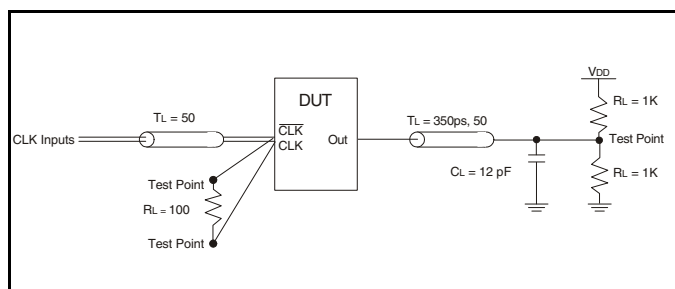 VDD
DUT
RL = 1K
TL = 50
TL = 350ps, 50
CLK
CLK Inputs
CLK
Out
Test Point
CL = 12 pF
RL = 1K
Test Point
RL = 100
Test Point